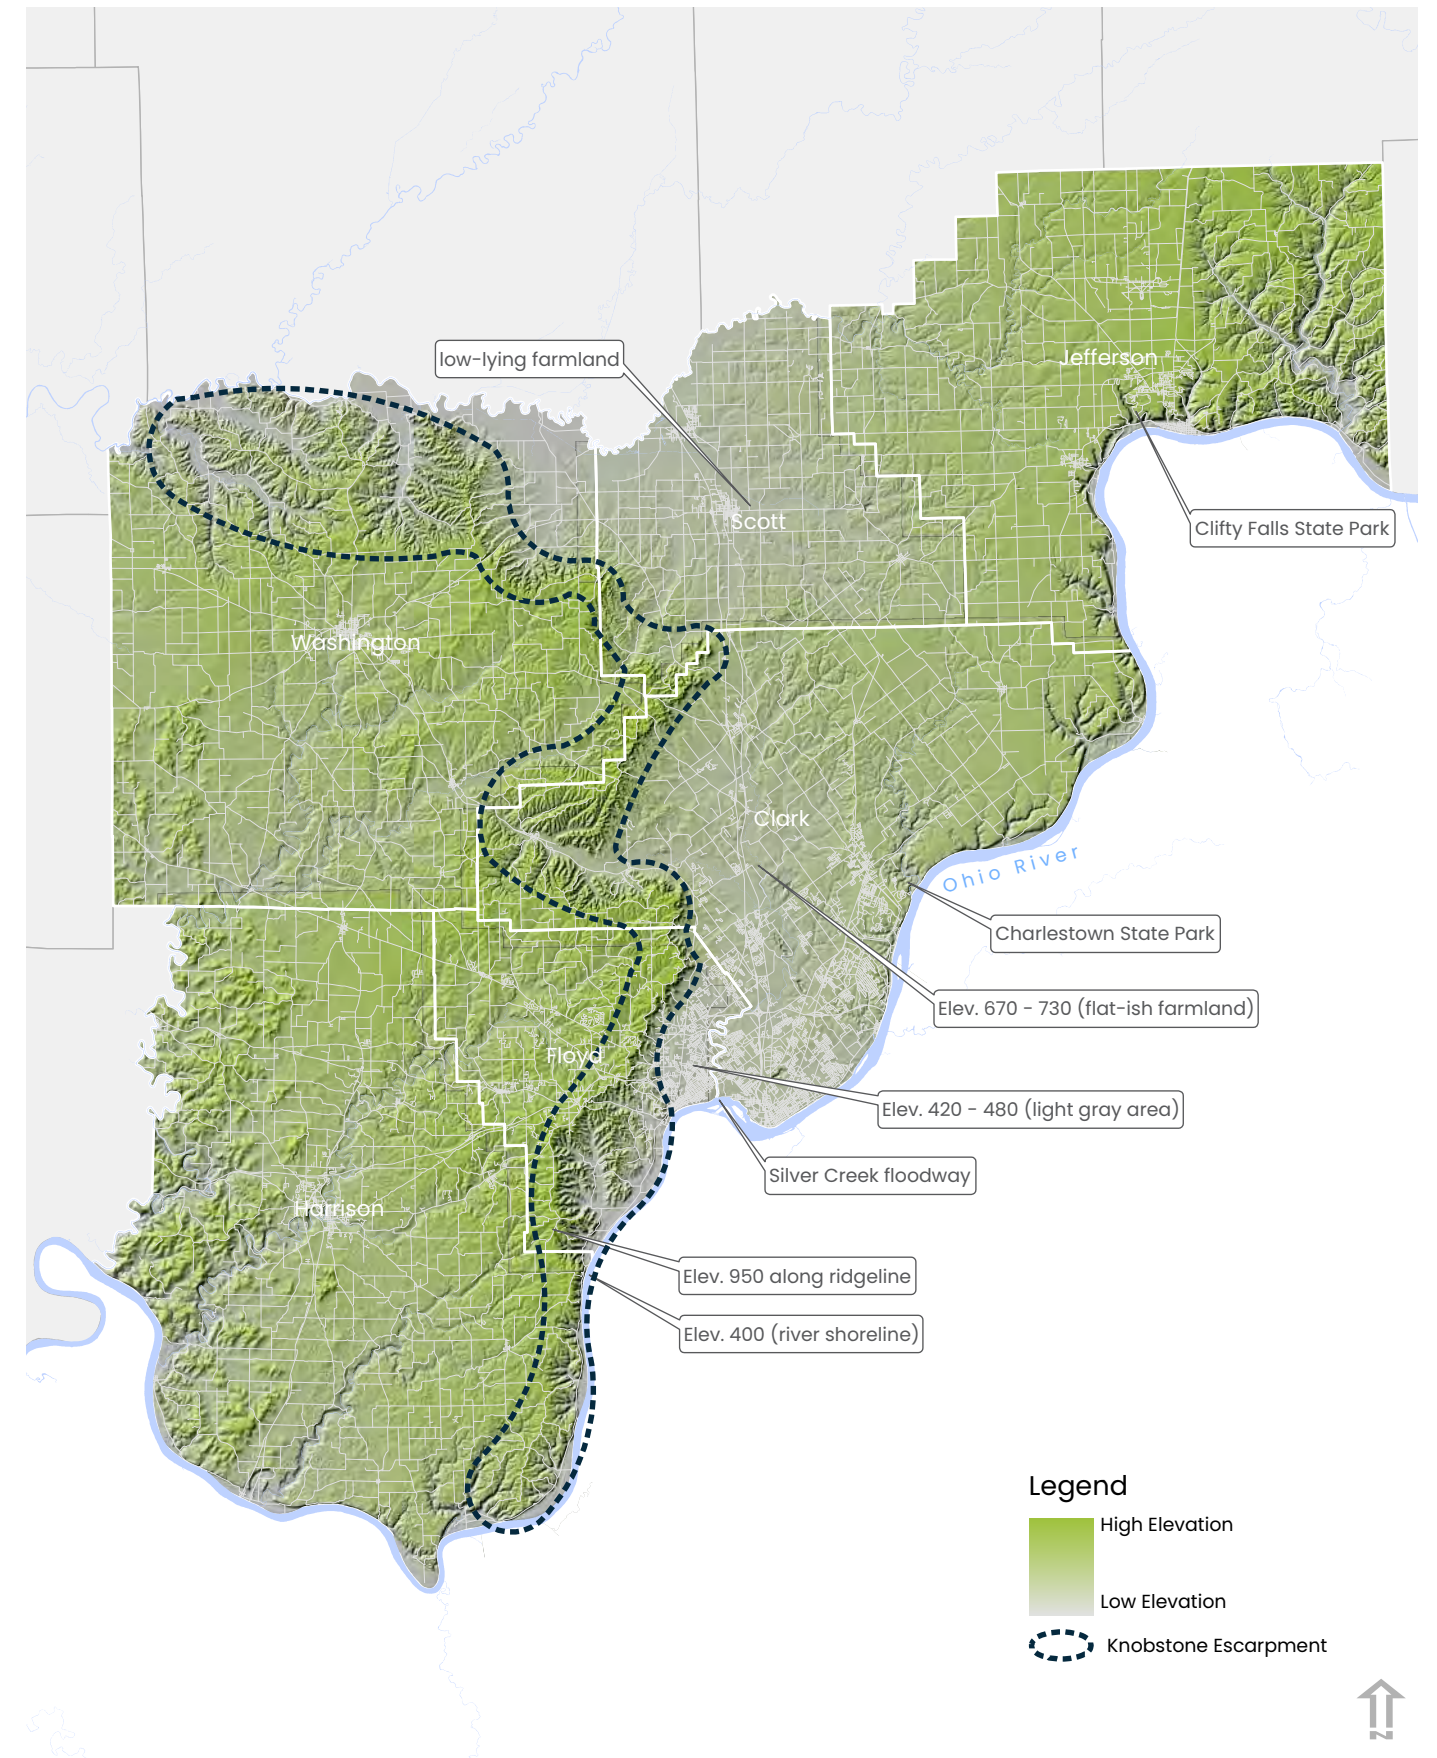 low-lying farmland
Jefferson
Scott
Clifty Falls State Park
Washington
Clark
Ohio River
Charlestown State Park
Elev. 670 - 730 (flat-ish farmland)
Floyd
Elev. 420 - 480 (light gray area)
Silver Creek floodway
Harrison
Elev. 950 along ridgeline
Elev. 400 (river shoreline)
Legend
High Elevation
Low Elevation
Knobstone Escarpment
N